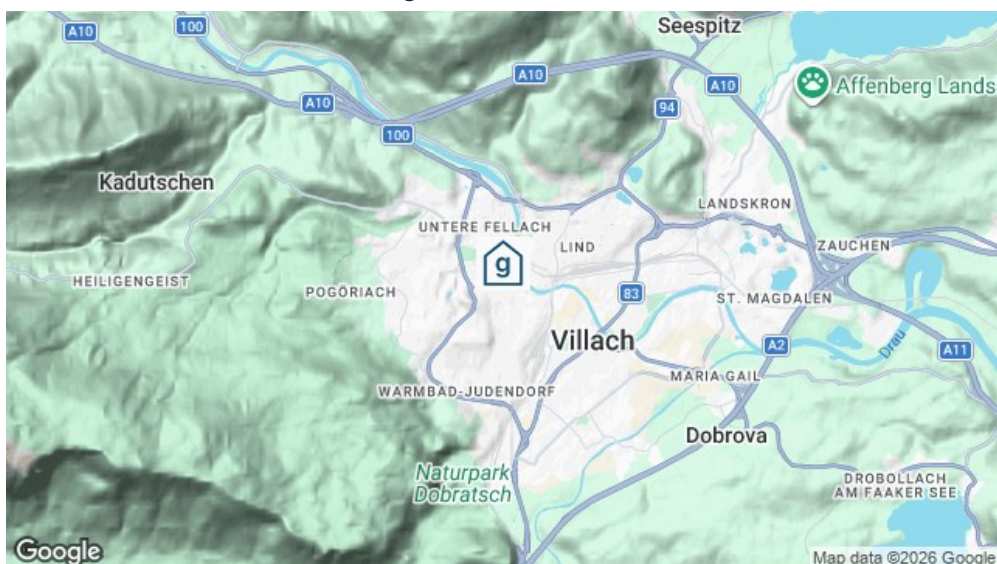 Seespitz
A10
100
A10
A10
Affenberg Lands
A10
94
100
Kadutschen
LANDSKRON
UNTERE FELLACH
LIND
ZAUCHEN
g
HEILIGENGEIST
POGÖRIACH
83
ST. MAGDALEN
Villach
A2
Drau
A11
MARIA GAIL
WARMBAD-JUDENDORF
Dobrova
Naturpark
Dobratsch
DROBOLLACH
AM FAAKER SEE
Google
Map data ©2026 Google